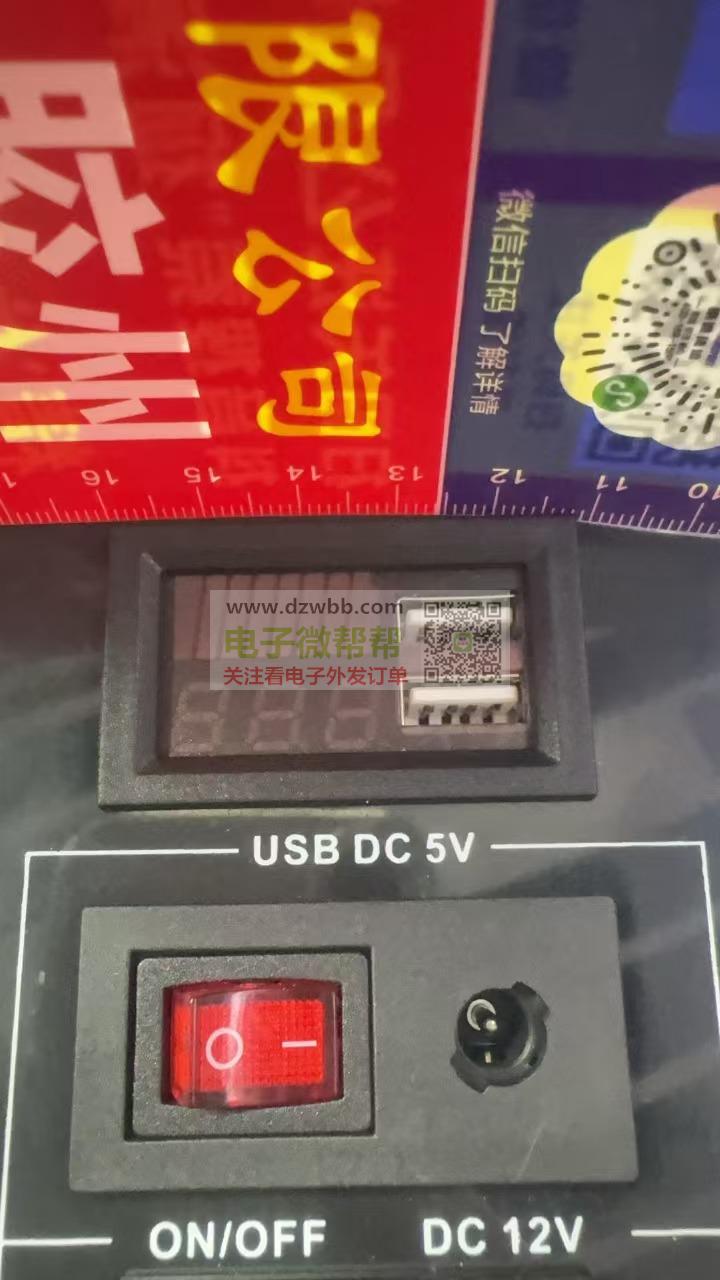 限公司
胶州
微信扫码 了解详情
16 15 14 13 12 11 10
www.dzwbb.com
电子微帮帮
关注看电子外发订单
USB DC 5V
ON/OFF
DC 12V